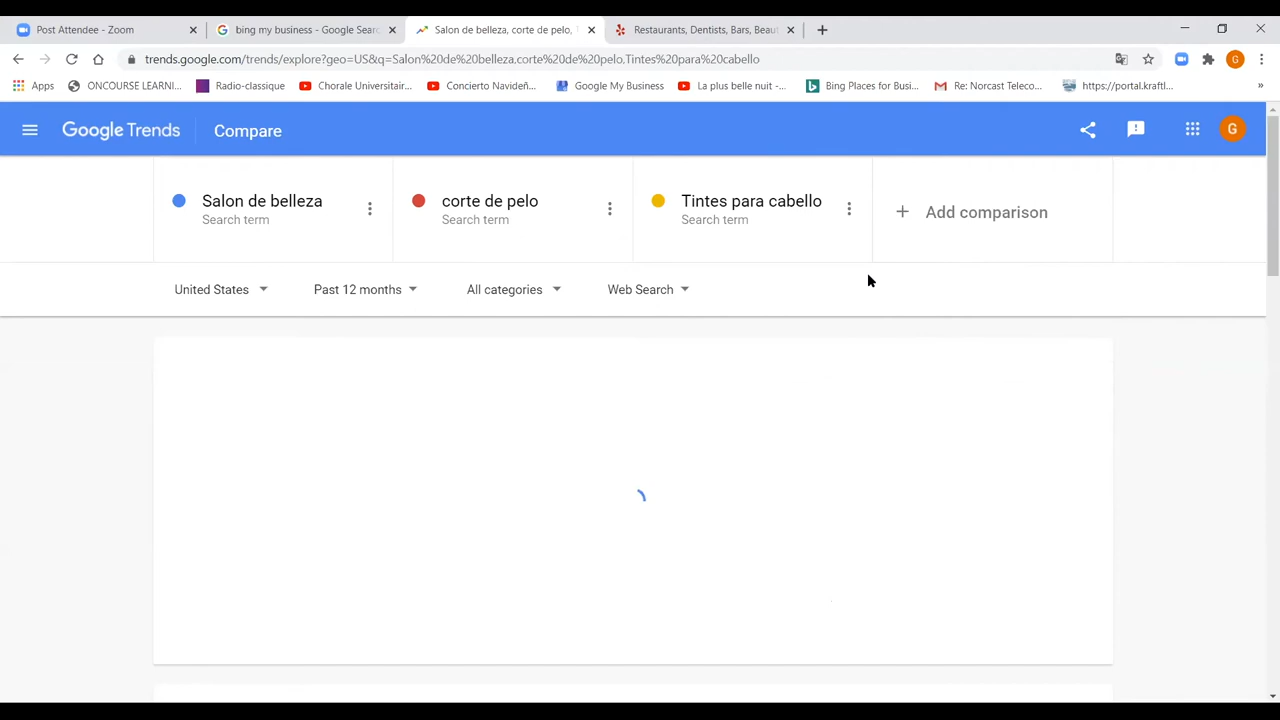 Post Attendee - Zoom
bing my business - Google Sear
Salon de belleza, corte de pelo,
Restaurants, Dentists, Bars, Beau
trends.google.com/trends/explore?geo=US&q=Salon%20de%20belleza,corte%20de%20pelo,Tintes%20para%20cabello
G
Apps
ONCOURSE LEARNI...
Radio-classique
Chorale Universitair...
Concierto Navideñ...
Google My Business
La plus belle nuit -...
Bing Places for Busi...
Re: Norcast Teleco...
https://portal.kraftl...
»
Google Trends
Compare
G
Salon de belleza
Search term
corte de pelo
Search term
Tintes para cabello
Search term
+ Add comparison
United States
Past 12 months
All categories
Web Search